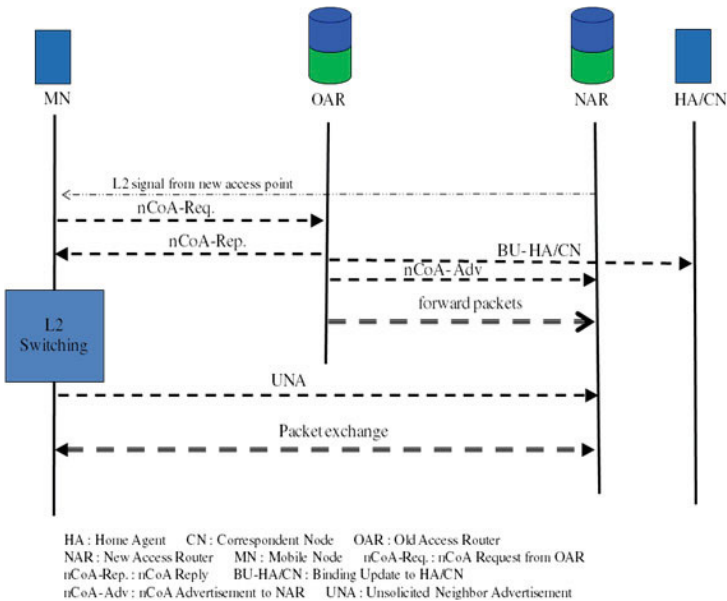 MN
OAR
NAR
HA/CN
L2 signal from new access point
nCoA-Req.
nCoA-Rep.
BU-HA/CN
nCoA-Adv
forward packets
L2
Switching
UNA
Packet exchange
HA : Home Agent CN : Correspondent Node OAR : Old Access Router
NAR : New Access Router MN : Mobile Node nCoA-Req. : nCoA Request from OAR
nCoA-Rep. : nCoA Reply BU-HA/CN : Binding Update to HA/CN
nCoA-Adv : nCoA Advertisement to NAR UNA : Unsolicited Neighbor Advertisement